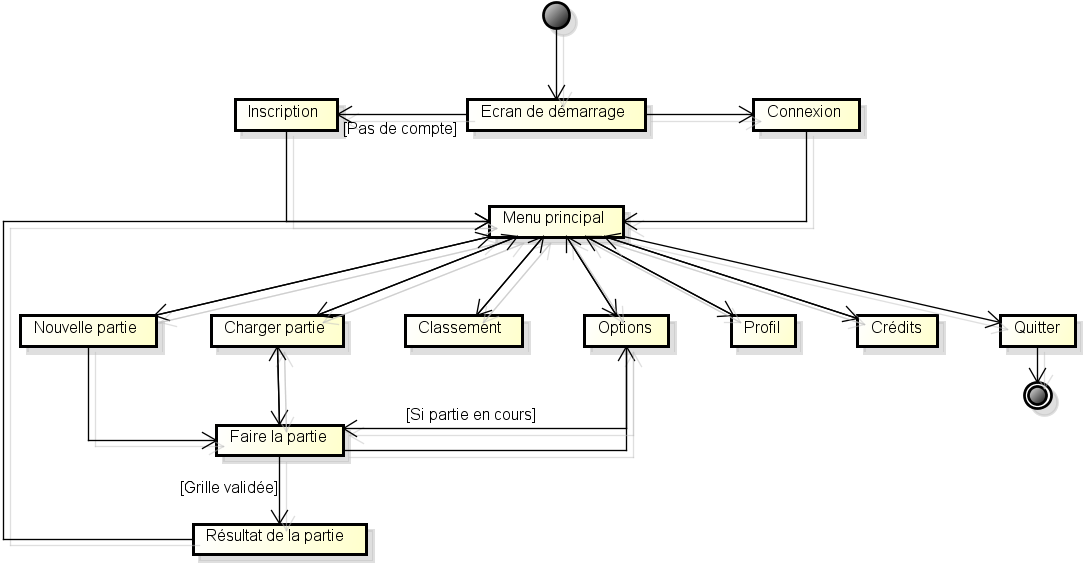 Inscription
Ecran de démarrage
Connexion
[Pas de compte]
Menu principal
Nouvelle partie
Charger partie
Classement
Options
Profil
Crédits
Quitter
[Si partie en cours]
Faire la partie
[Grille validée]
Résultat de la partie